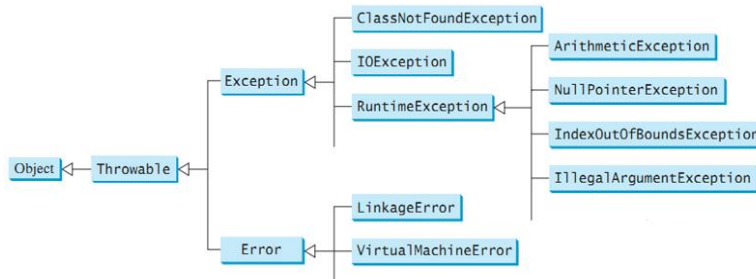 ClassNotFoundException
ArithmeticException
IOException
Exception
NullPointerException
RuntimeException
IndexOutOfBoundsException
Object
Throwable
IllegalArgumentException
LinkageError
Error
VirtualMachineError